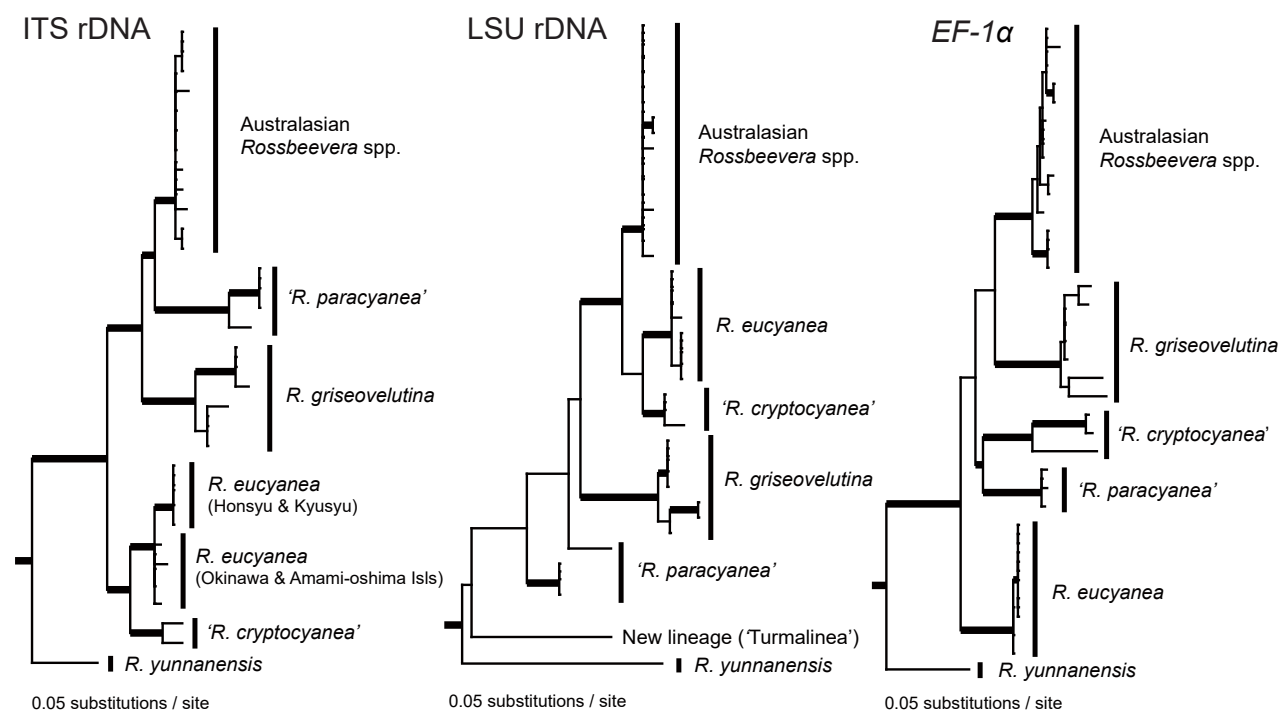 ITS rDNA
Australasian
Rossbeevera spp.
‘R. paracyanea’
R. griseovelutina
R. eucyanea
(Honsyu & Kyusyu)
R. eucyanea
(Okinawa & Amami-oshima Isls)
‘R. cryptocyanea’
R. yunnanensis
0.05 substitutions / site
LSU rDNA
Australasian
Rossbeevera spp.
R. eucyanea
‘R. cryptocyanea’
R. griseovelutina
‘R. paracyanea’
New lineage (‘Turmalinea’)
R. yunnanensis
0.05 substitutions / site
EF-1α
Australasian
Rossbeevera spp.
R. griseovelutina
‘R. cryptocyanea’
‘R. paracyanea’
R. eucyanea
R. yunnanensis
0.05 substitutions / site